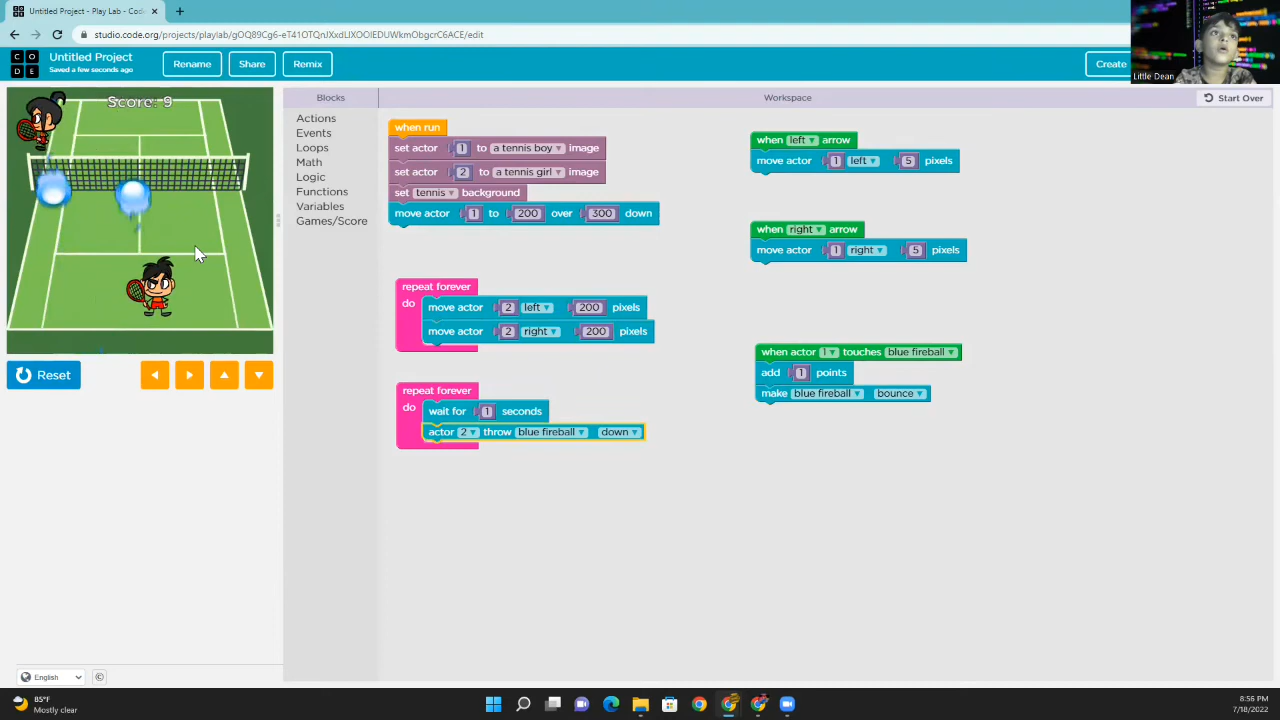 Untitled Project - Play Lab - Code.org
studio.code.org/projects/playlab/gOQ89Cg6-eT41OTQnJXxdLlXOOlEDUWkmObgcrC6ACE/edit
C O
D E
Untitled Project
Saved a few seconds ago
Rename
Share
Remix
Create
Little Dean
Blocks
Workspace
Start Over
Score: 9
Actions
Events
Loops
Math
Logic
Functions
Variables
Games/Score
when run
set actor 1 to a tennis boy image
set actor 2 to a tennis girl image
set tennis background
move actor 1 to 200 over 300 down
repeat forever
do move actor 2 left 200 pixels
move actor 2 right 200 pixels
repeat forever
do wait for 1 seconds
actor 2 throw blue fireball down
when left arrow
move actor 1 left 5 pixels
when right arrow
move actor 1 right 5 pixels
when actor 1 touches blue fireball
add 1 points
make blue fireball bounce
Reset
English
©
85°F
Mostly clear
8:56 PM
7/18/2022